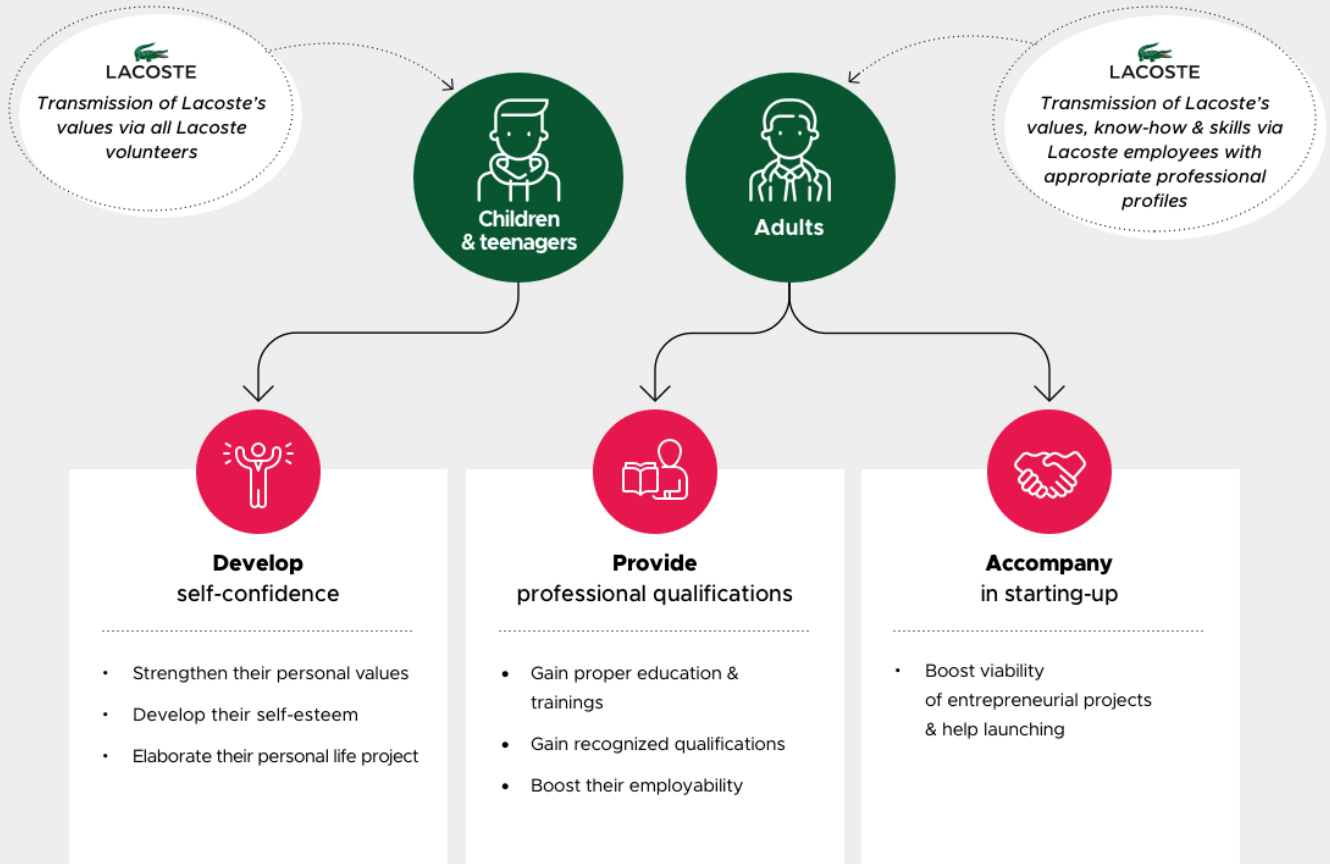 LACOSTE
Transmission of Lacoste's
values via all Lacoste
volunteers
Children
& teenagers
Adults
LACOSTE
Transmission of Lacoste's
values, know-how & skills via
Lacoste employees with
appropriate professional
profiles
Develop
self-confidence
• Strengthen their personal values
• Develop their self-esteem
• Elaborate their personal life project
Provide
professional qualifications
• Gain proper education &
trainings
• Gain recognized qualifications
• Boost their employability
Accompany
in starting-up
• Boost viability
of entrepreneurial projects
& help launching